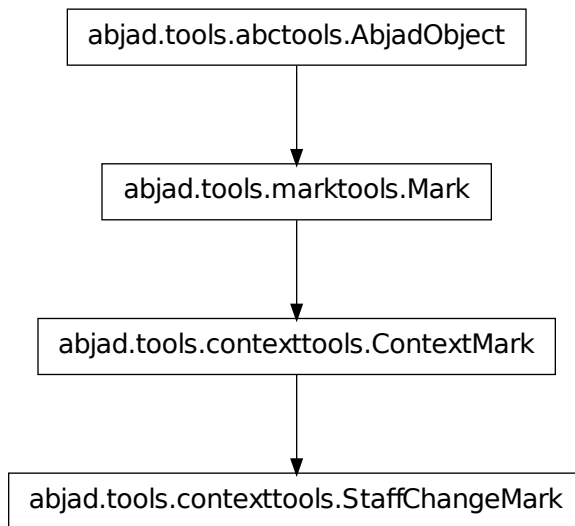 abjad.tools.abctools.AbjadObject
abjad.tools.marktools.Mark
abjad.tools.contexttools.ContextMark
abjad.tools.contexttools.StaffChangeMark